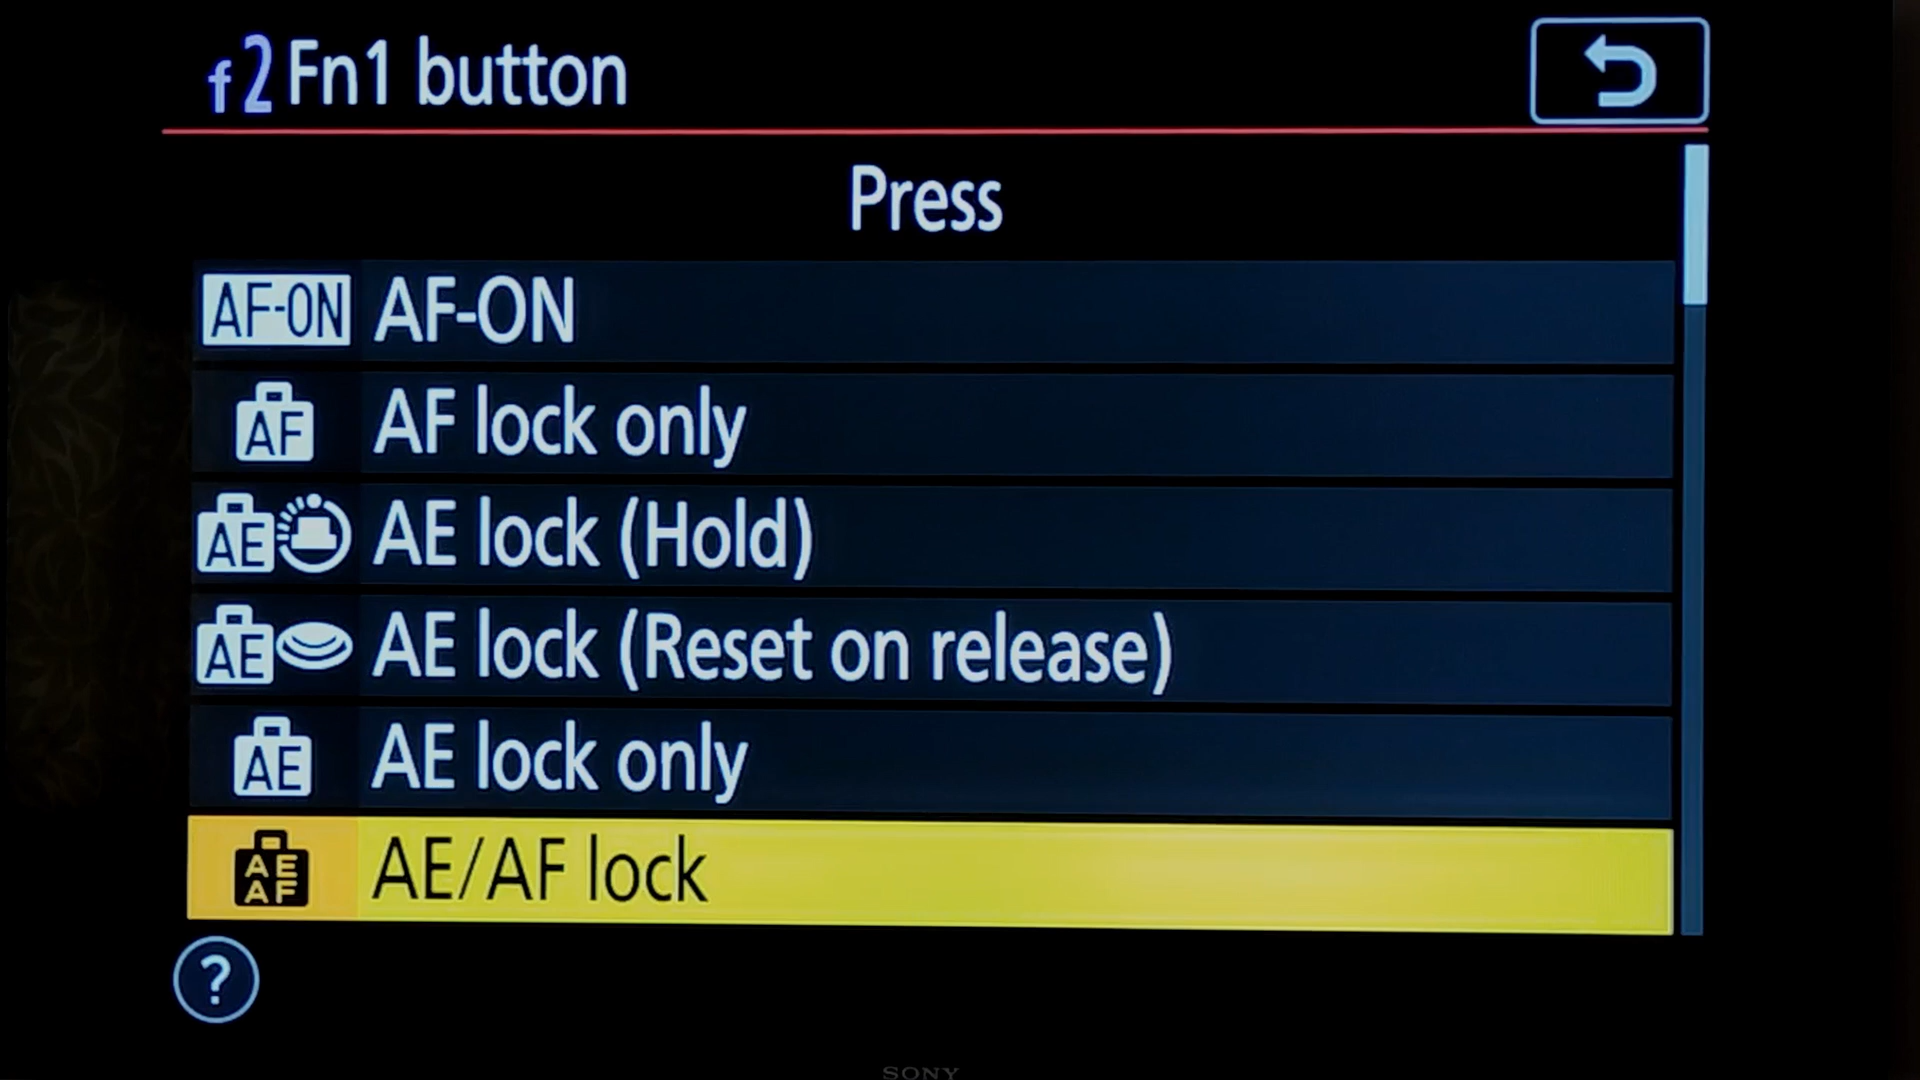 f2 Fn1 button
Press
AF-ON AF-ON
AF AF lock only
AE AE lock (Hold)
AE AE lock (Reset on release)
AE AE lock only
AE AF AE/AF lock
?
SONY